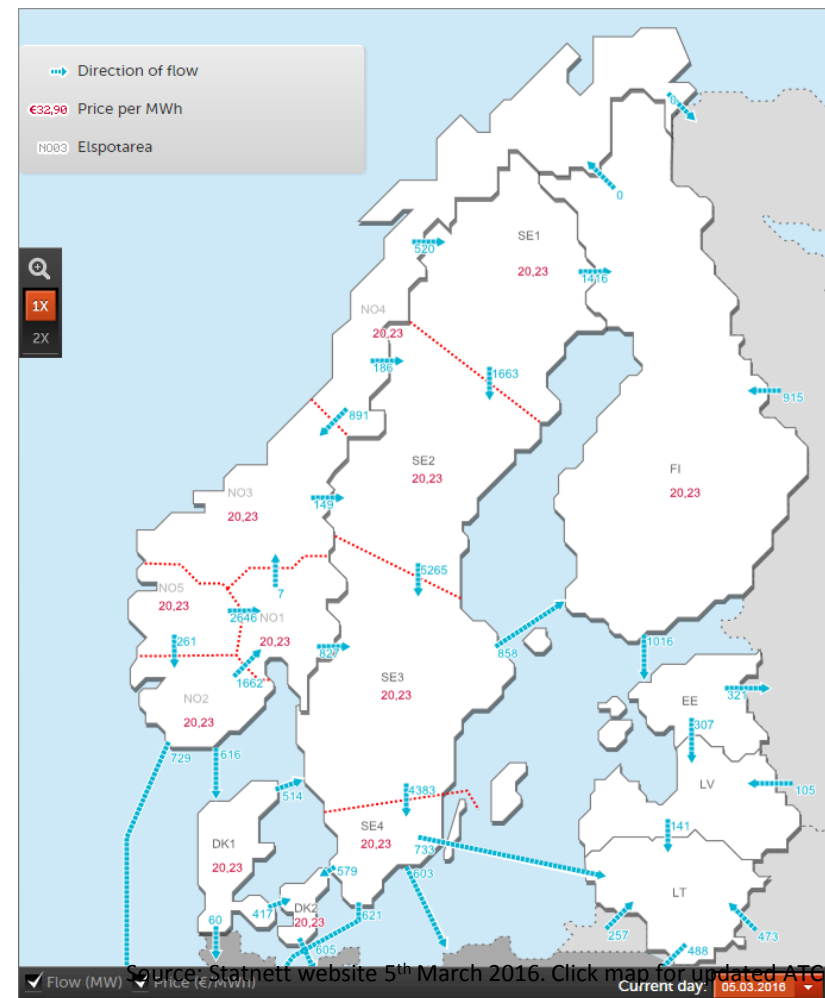 Direction of flow
€32,90 Price per MWh
NO03 Elspotarea
1X
2X
0
0
SE1
520
20,23
1416
NO4
20,23
186
1663
915
891
SE2
20,23
FI
20,23
NO3
149
20,23
5265
NO5
7
20,23
2646
NO1
261
20,23
827
858
1016
1662
SE3
20,23
NO2
20,23
EE
321
307
729
616
LV
105
514
4383
SE4
141
20,23
733
DK1
20,23
579
603
LT
417
DK2
621
20,23
60
605
257
473
488
Flow (MW) Price (€/MWh)
Source: Statnett website 5th March 2016. Click map for updated ATC
Current day: 05.03.2016